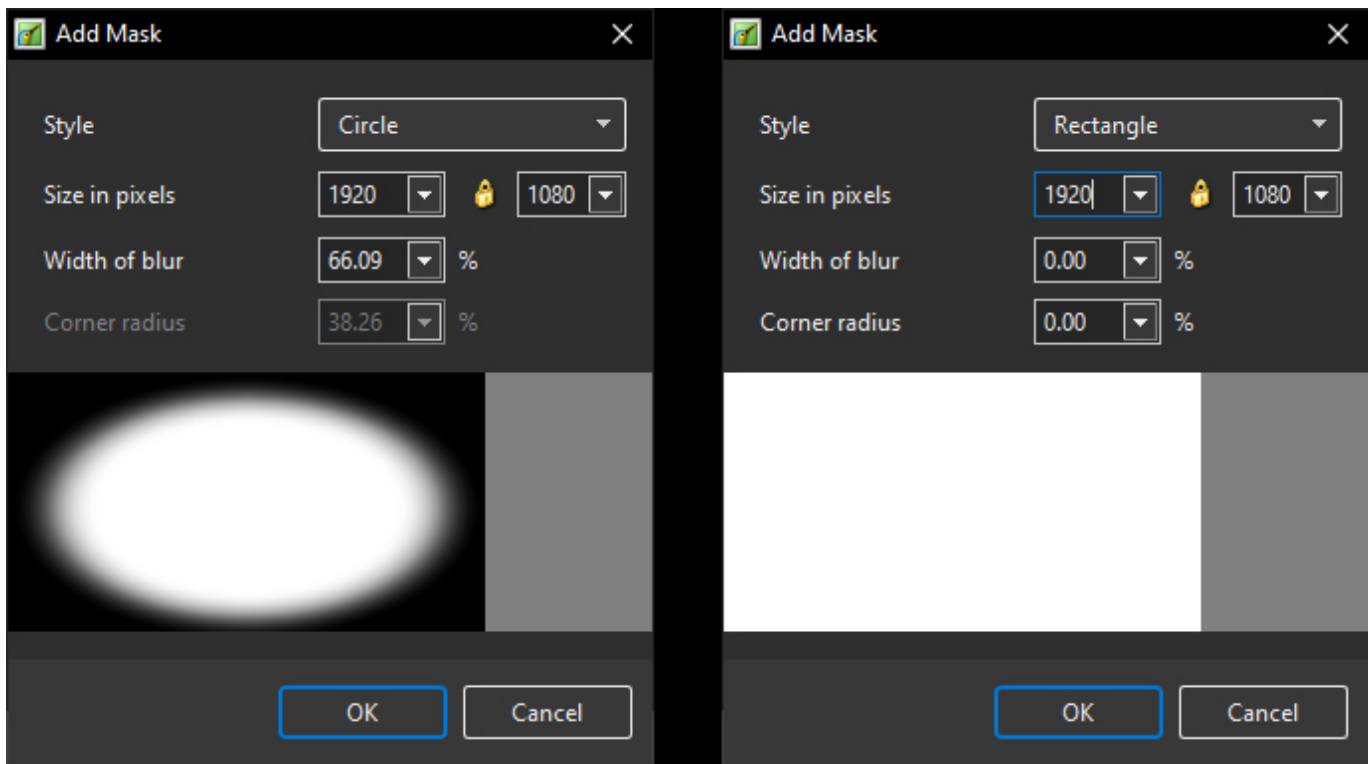 Add Mask
Style Circle
Size in pixels 1920 1080
Width of blur 66.09 %
Corner radius 38.26 %
OK Cancel
Add Mask
Style Rectangle
Size in pixels 1920 1080
Width of blur 0.00 %
Corner radius 0.00 %
OK Cancel